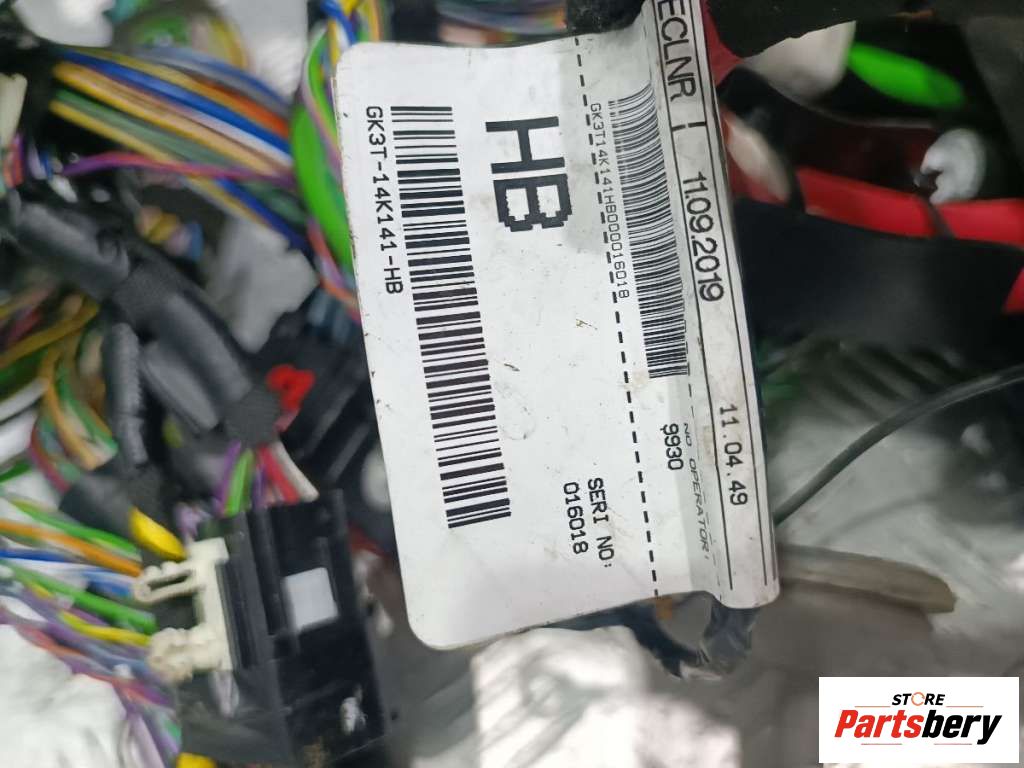 ECLNR | 11.09.2019 11.04.49
NO OPERATOR:
9930
GK3T14K141HB000016018
SERI NO:
016018
HB
GK3T-14K141-HB
STORE
Partsbery